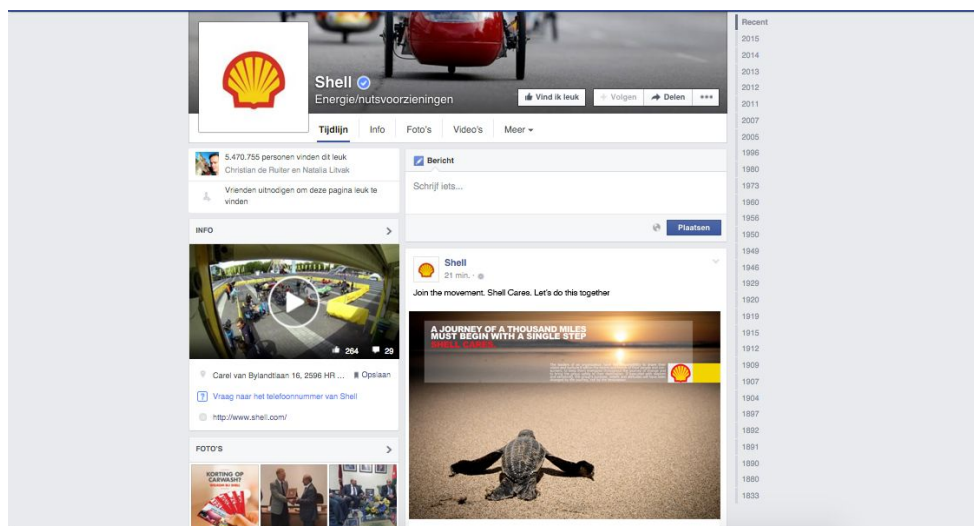 Shell
Energie/nutsvoorzieningen
Vind ik leuk
+ Volgen
Delen
•••
Tijdlijn
Info
Foto's
Video's
Meer
5.470.755 personen vinden dit leuk
Christian de Ruiter en Natalia Litvak
Vrienden uitnodigen om deze pagina leuk te
vinden
INFO
264
29
Carel van Bylandtlaan 16, 2596 HR ...
Opslaan
?
Vraag naar het telefoonnummer van Shell
http://www.shell.com/
FOTO'S
KORTING OP
CARWASH?
Bericht
Schrijf iets...
Plaatsen
Shell
21 min. ·
Join the movement. Shell Cares. Let's do this together
A JOURNEY OF A THOUSAND MILES
MUST BEGIN WITH A SINGLE STEP
SHELL CARES.
Recent
2015
2014
2013
2012
2011
2007
2005
1996
1980
1973
1960
1956
1950
1949
1946
1929
1920
1919
1915
1912
1909
1907
1904
1897
1892
1891
1890
1880
1833